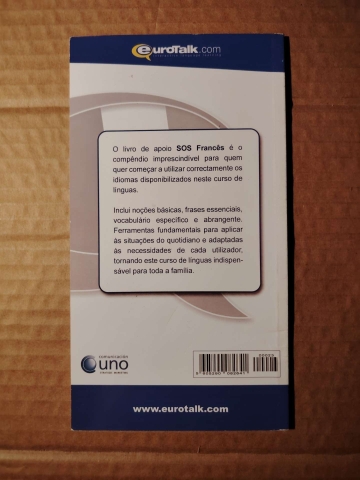 eurotalk.com
O livro de apoio SOS Francês é o
compêndio imprescindível para quem
quer começar a utilizar correctamente os
idiomas disponibilizados neste curso de
línguas.
Inclui noções básicas, frases essenciais,
vocabulário específico e abrangente.
Ferramentas fundamentais para aplicar
às situações do quotidiano e adaptadas
às necessidades de cada utilizador,
tornando este curso de línguas indispen-
sável para toda a família.
comunicación
uno
www.eurotalk.com